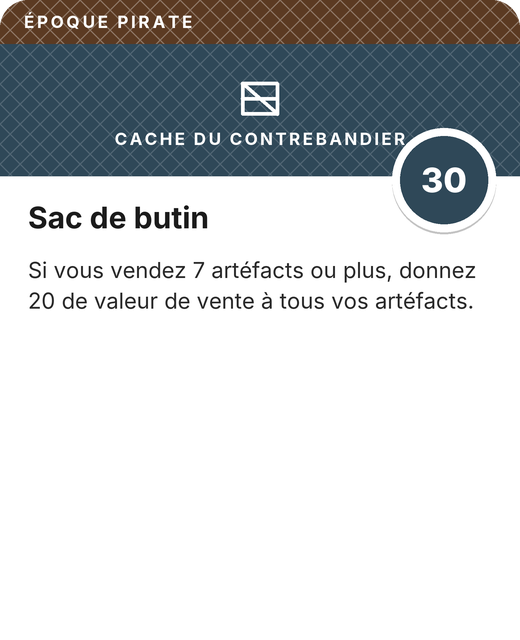 ÉPOQUE PIRATE
CACHE DU CONTREBANDIER
30
Sac de butin
Si vous vendez 7 artéfacts ou plus, donnez
20 de valeur de vente à tous vos artéfacts.